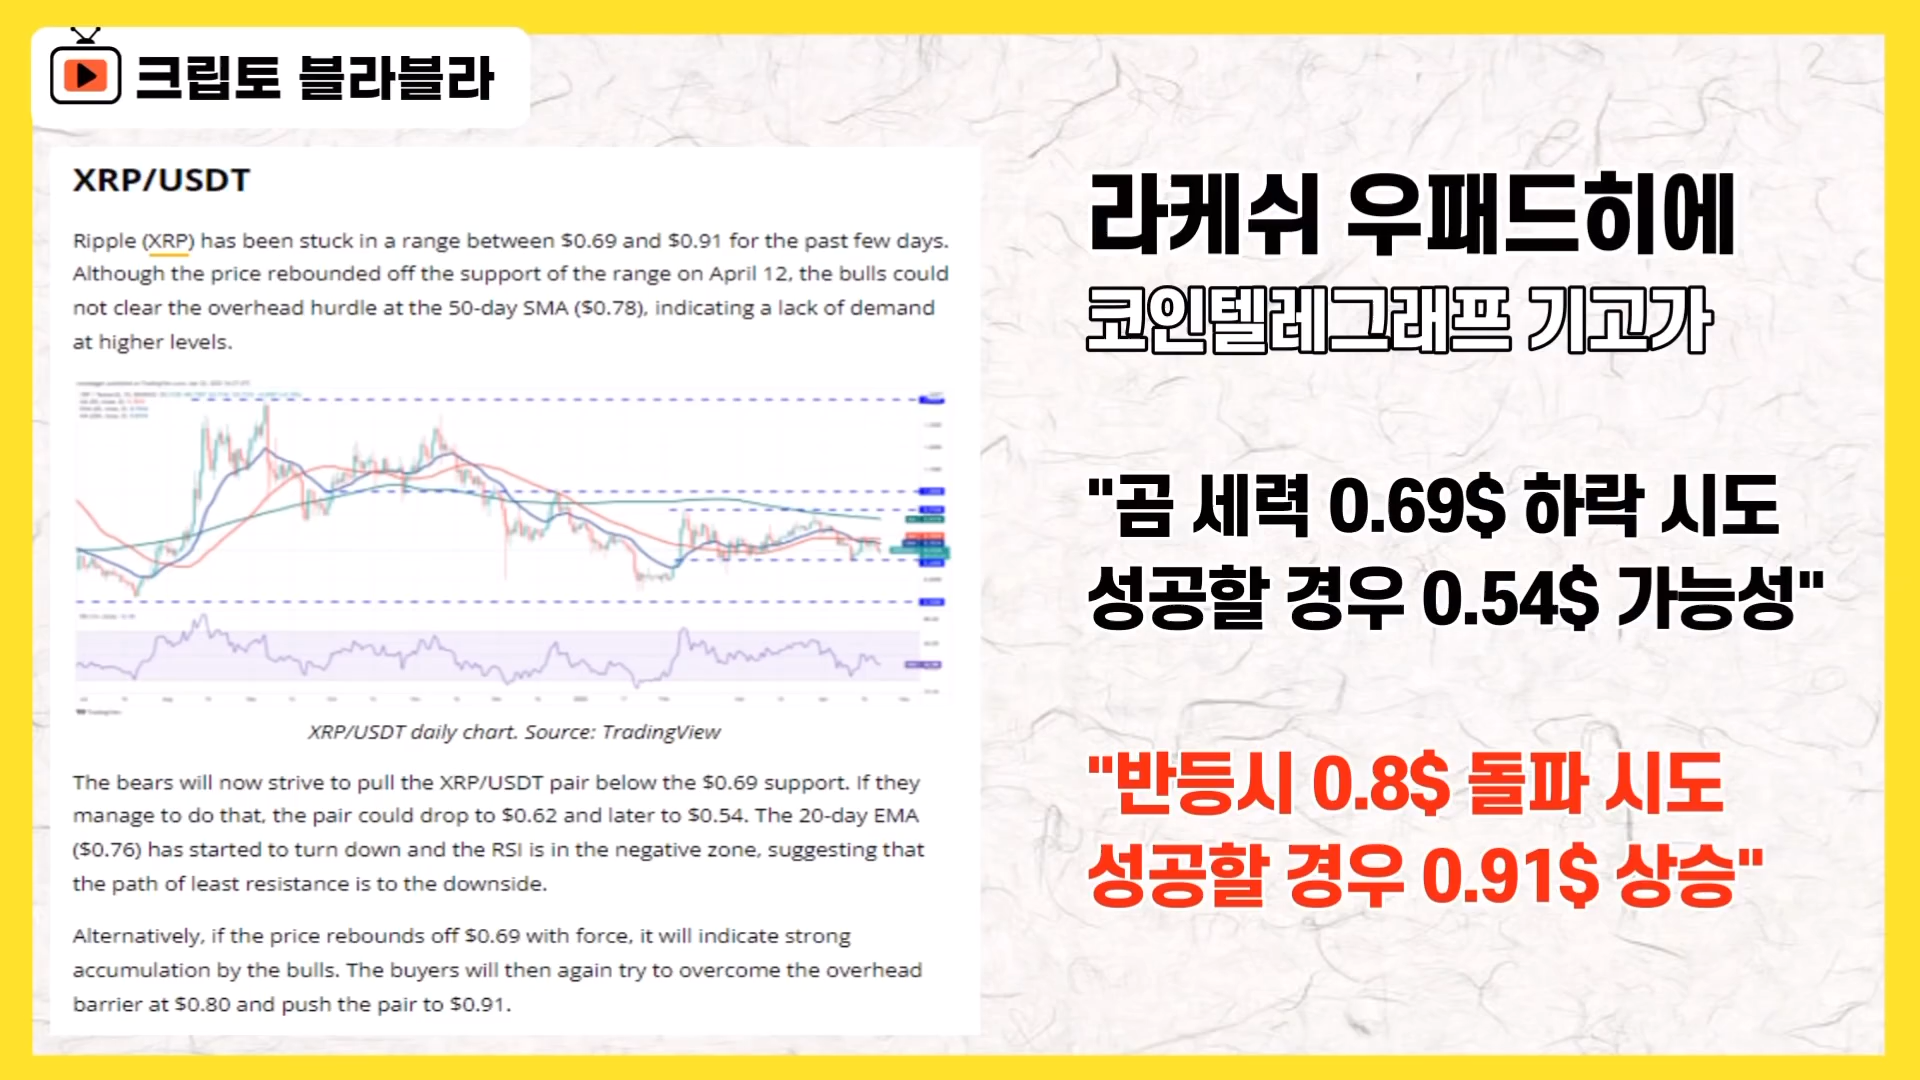 크립토 블라블라
XRP/USDT
Ripple (XRP) has been stuck in a range between $0.69 and $0.91 for the past few days.
Although the price rebounded off the support of the range on April 12, the bulls could
not clear the overhead hurdle at the 50-day SMA ($0.78), indicating a lack of demand
at higher levels.
XRP/USDT daily chart. Source: TradingView
The bears will now strive to pull the XRP/USDT pair below the $0.69 support. If they
manage to do that, the pair could drop to $0.62 and later to $0.54. The 20-day EMA
($0.76) has started to turn down and the RSI is in the negative zone, suggesting that
the path of least resistance is to the downside.
Alternatively, if the price rebounds off $0.69 with force, it will indicate strong
accumulation by the bulls. The buyers will then again try to overcome the overhead
barrier at $0.80 and push the pair to $0.91.
라케쉬 우패드히에
코인텔레그래프 기고가
"곰 세력 0.69$ 하락 시도
성공할 경우 0.54$ 가능성"
"반등시 0.8$ 돌파 시도
성공할 경우 0.91$ 상승"